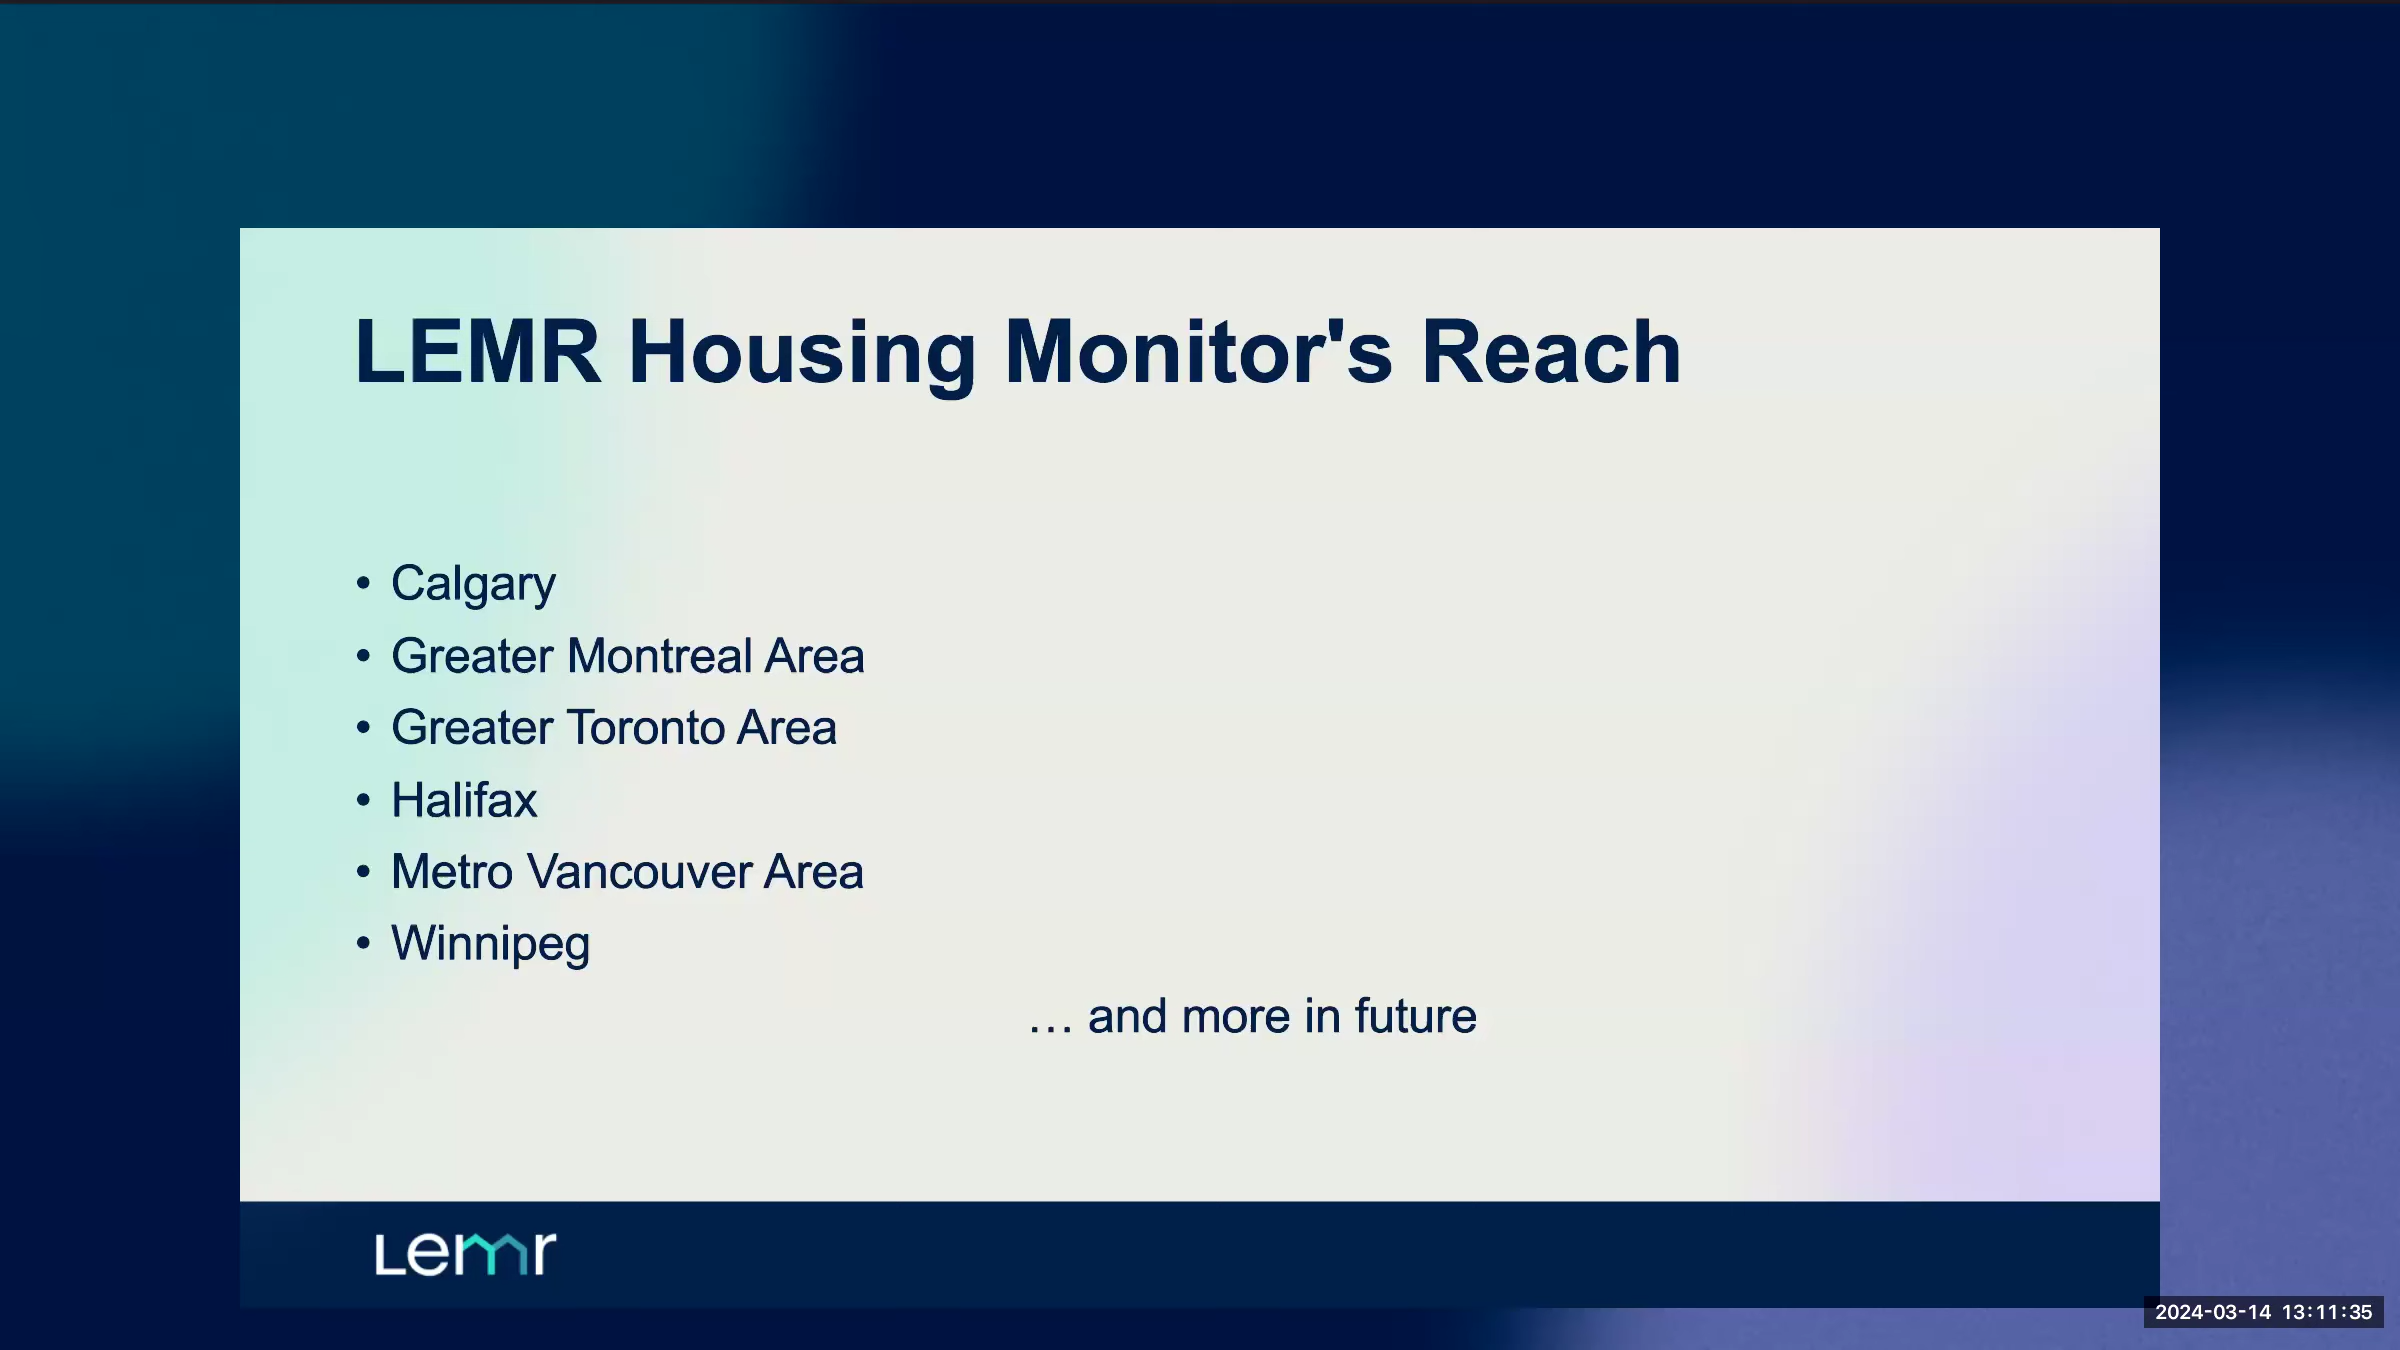 LEMR Housing Monitor's Reach
• Calgary
• Greater Montreal Area
• Greater Toronto Area
• Halifax
• Metro Vancouver Area
• Winnipeg
… and more in future
Lemr
2024-03-14 13:11:35